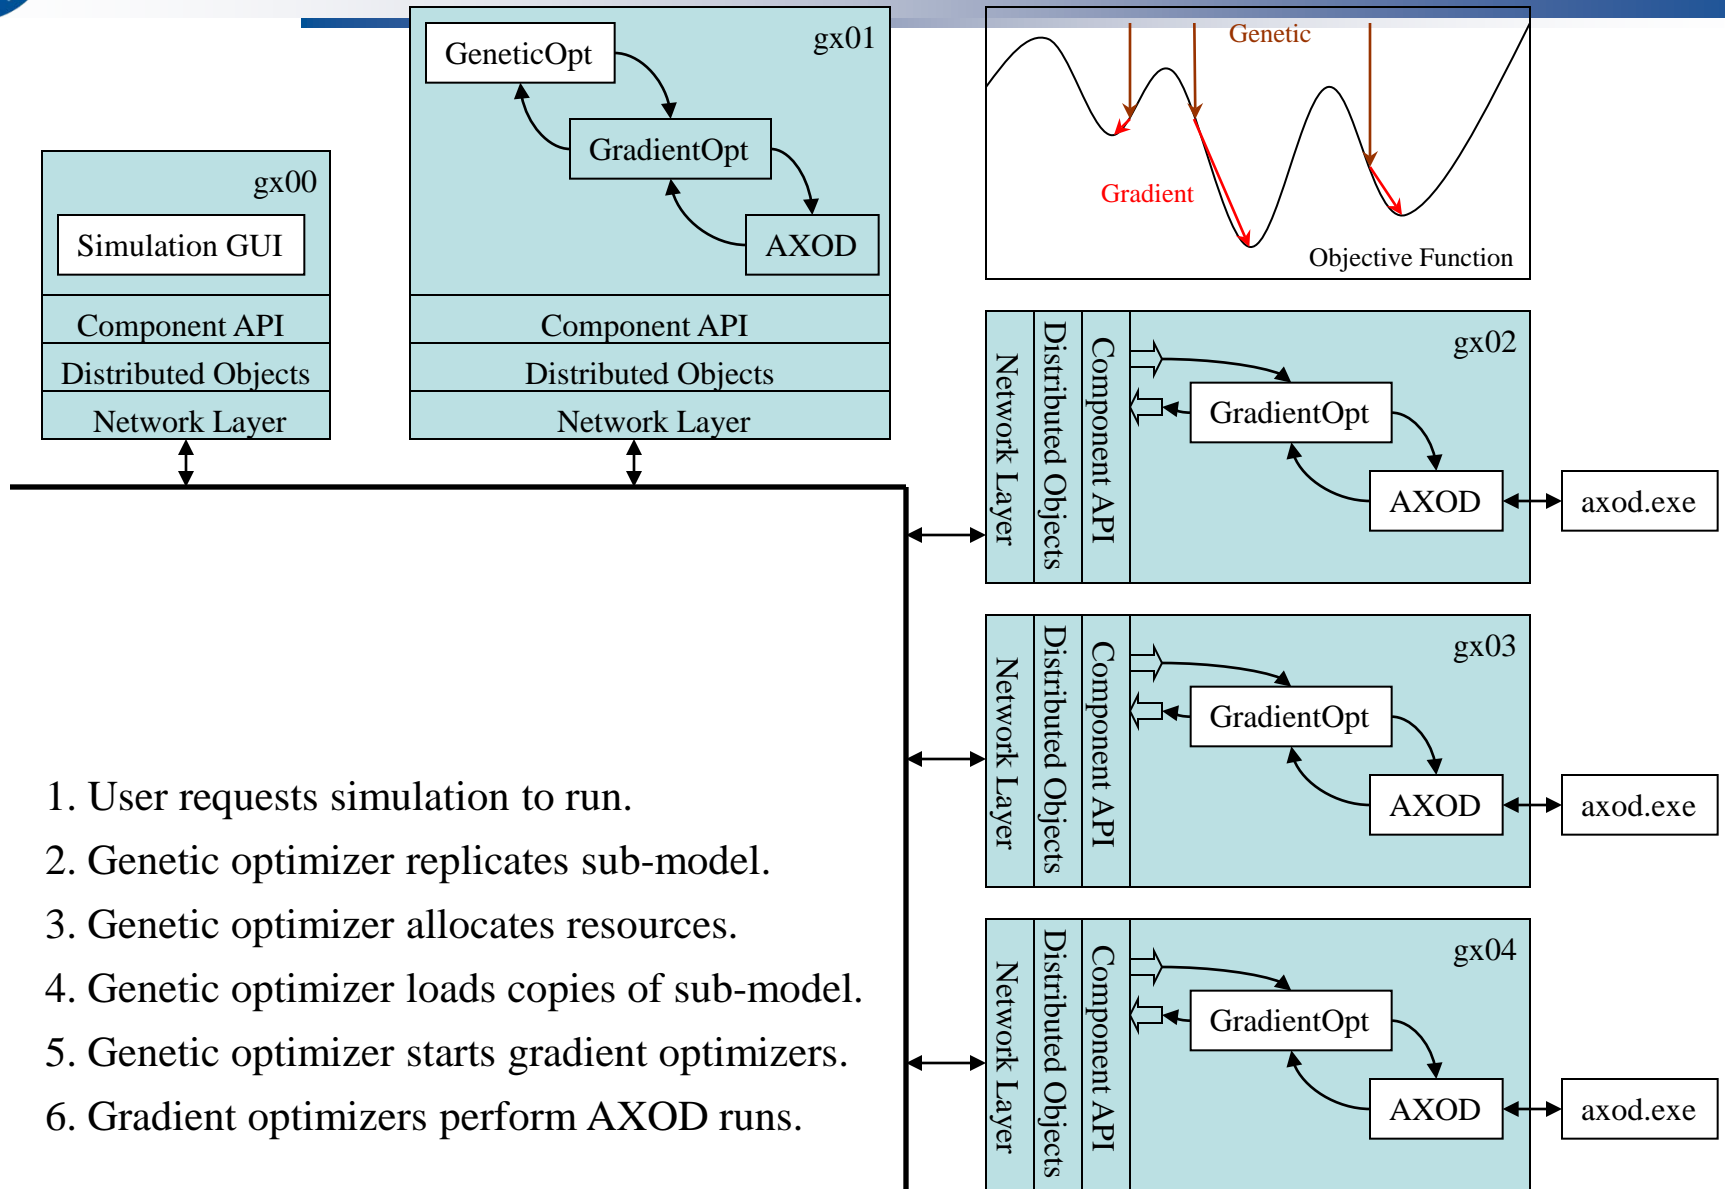 gx01
GeneticOpt
GradientOpt
AXOD
Component API
Distributed Objects
Network Layer
gx00
Simulation GUI
Component API
Distributed Objects
Network Layer
Genetic
Gradient
Objective Function
gx02
Network Layer
Distributed Objects
Component API
GradientOpt
AXOD
axod.exe
gx03
Network Layer
Distributed Objects
Component API
GradientOpt
AXOD
axod.exe
gx04
Network Layer
Distributed Objects
Component API
GradientOpt
AXOD
axod.exe
1. User requests simulation to run.
2. Genetic optimizer replicates sub-model.
3. Genetic optimizer allocates resources.
4. Genetic optimizer loads copies of sub-model.
5. Genetic optimizer starts gradient optimizers.
6. Gradient optimizers perform AXOD runs.